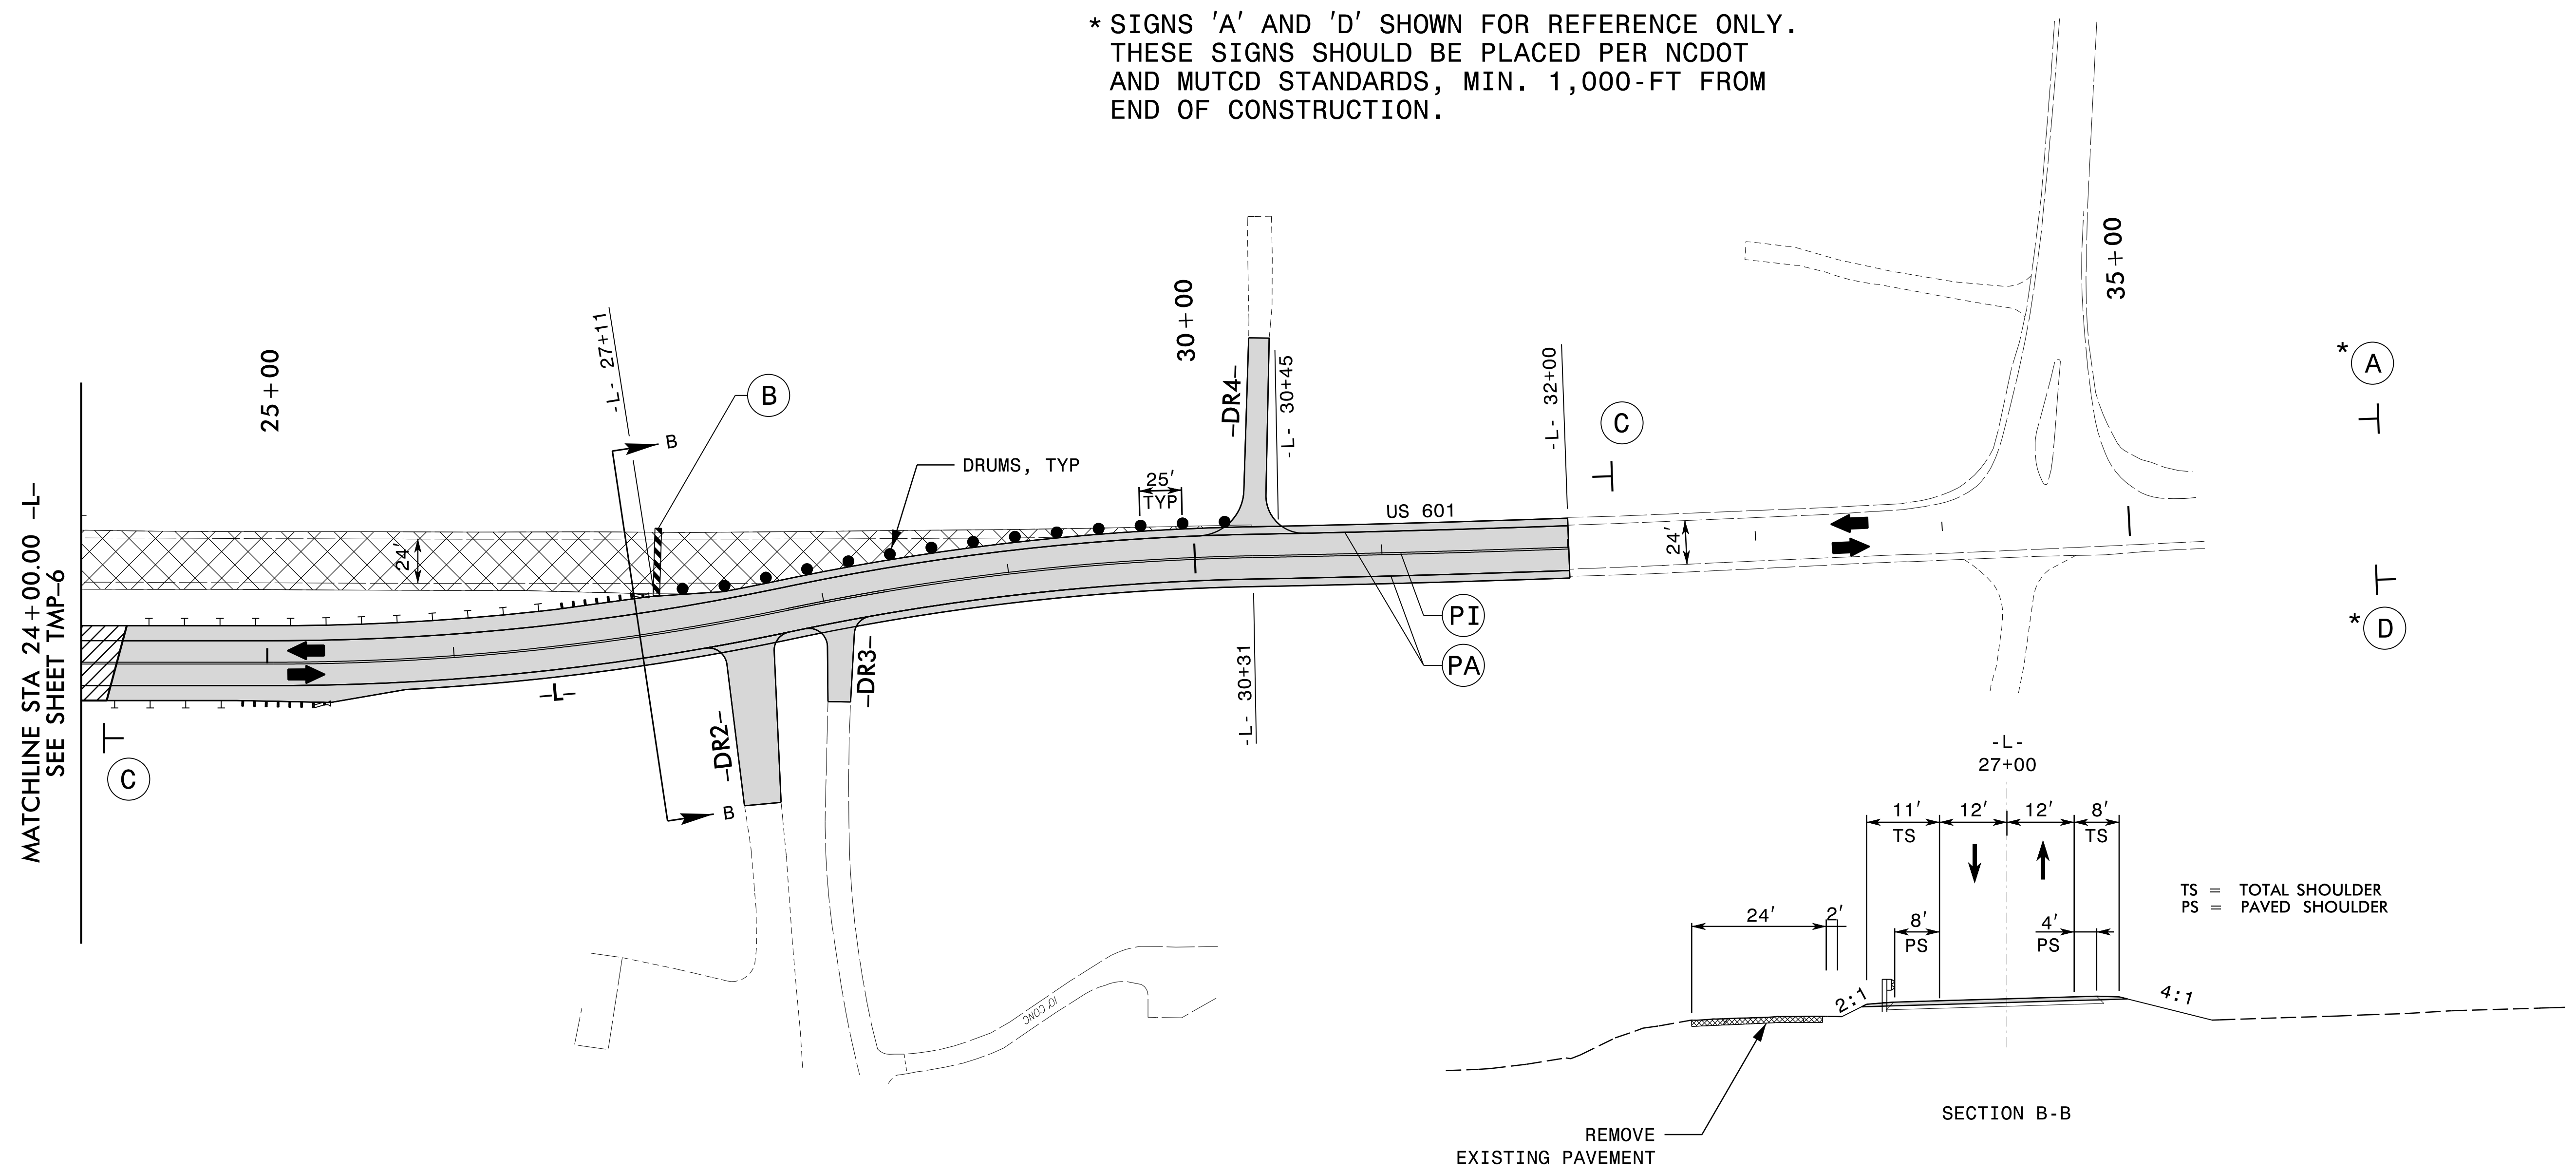 * SIGNS 'A' AND 'D' SHOWN FOR REFERENCE ONLY.
THESE SIGNS SHOULD BE PLACED PER NCDOT
AND MUTCD STANDARDS, MIN. 1,000-FT FROM
END OF CONSTRUCTION.
MATCHLINE STA 24+00.00 -L-
SEE SHEET TMP-6
25+00
-L- 27+11
B
B
DRUMS, TYP
25'
TYP
30+00
-DR4-
-L- 30+45
-L- 32+00
C
35+00
* A
24'
US 601
24'
PI
PA
* D
-L-
-DR2-
-DR3-
-L- 30+31
C
B
10' CONC
-L-
27+00
11'
TS
12'
12'
8'
TS
TS = TOTAL SHOULDER
PS = PAVED SHOULDER
24'
2'
8'
PS
4'
PS
2:1
4:1
SECTION B-B
REMOVE
EXISTING PAVEMENT